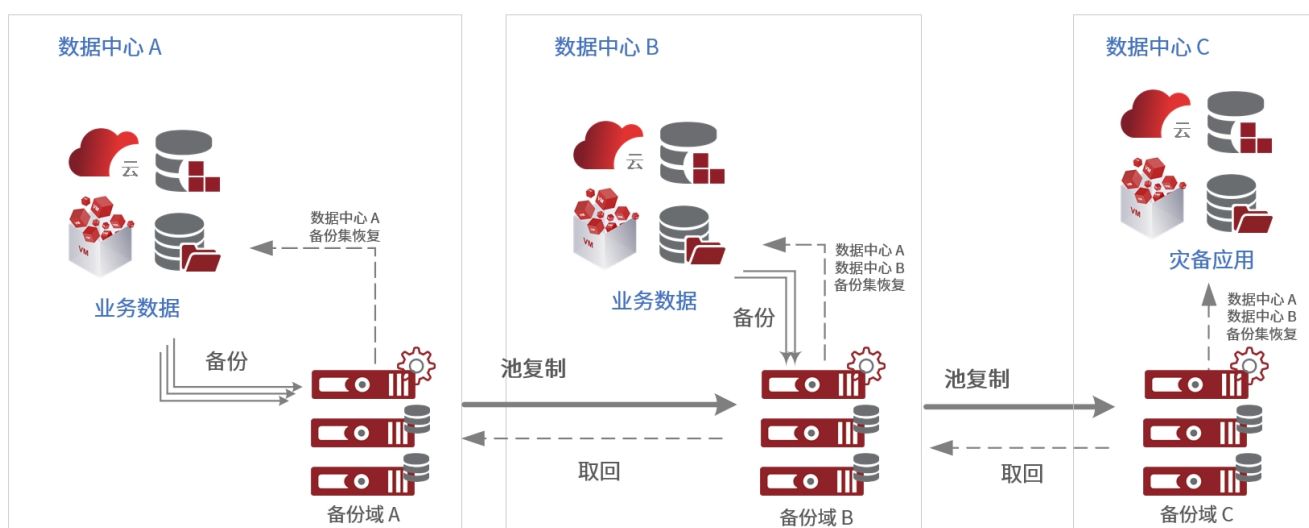 数据中心 A
云
VM
业务数据
数据中心 A
备份集恢复
备份
备份域 A
池复制
取回
数据中心 B
云
VM
业务数据
数据中心 A
数据中心 B
备份集恢复
备份
备份域 B
池复制
取回
数据中心 C
云
VM
灾备应用
数据中心 A
数据中心 B
备份集恢复
备份域 C